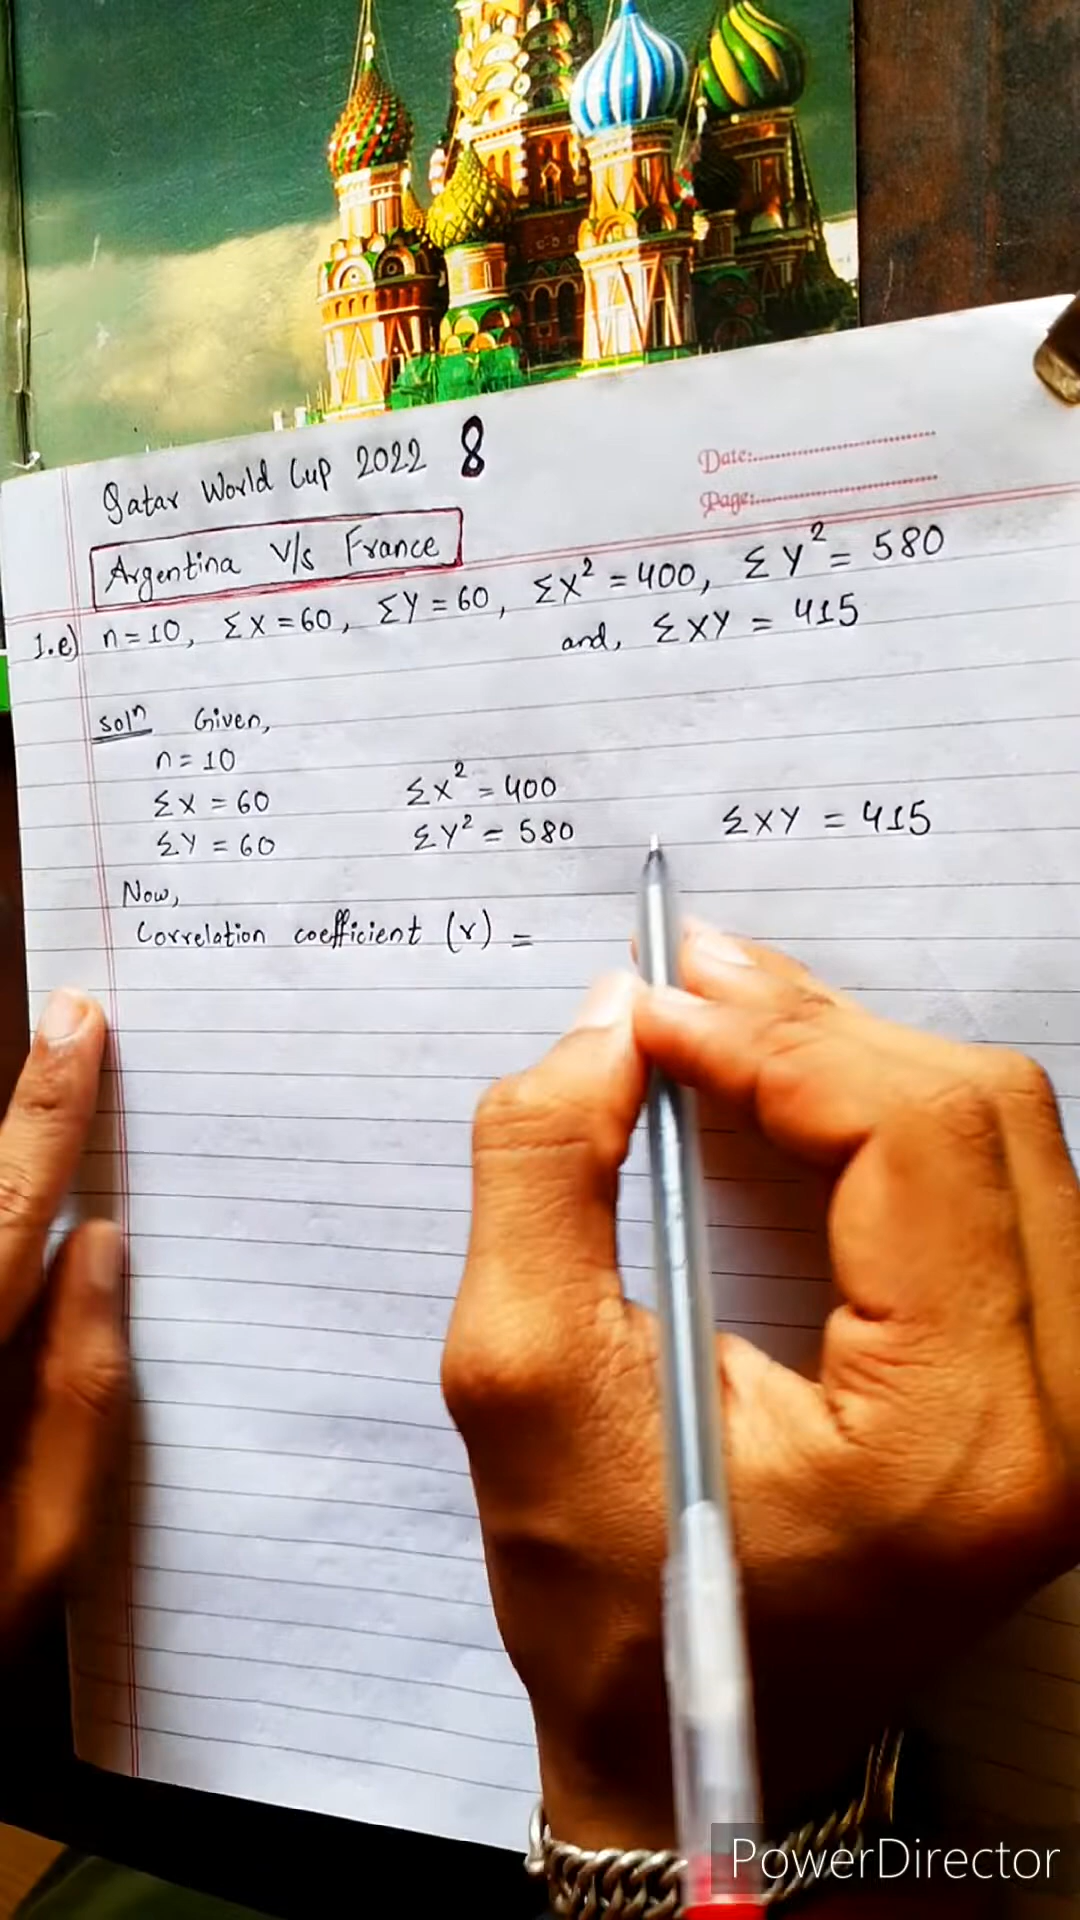 Qatar World Cup 2022 8
Date:
Page:
Argentina V/s France
1.e) n = 10, ΣX = 60, ΣY = 60, ΣX² = 400, ΣY² = 580
and, ΣXY = 415
Solⁿ Given,
n = 10
ΣX = 60 ΣX² = 400
ΣY = 60 ΣY² = 580 ΣXY = 415
Now,
Correlation coefficient (r) =
PowerDirector